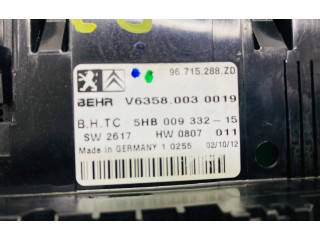 96.715.288.ZD
BEHR V6358.003 0019
B.H.TC - 5HB 009 332-15
SW 2617 HW 0807 011
Made in GERMANY 1 0255 02/10/12